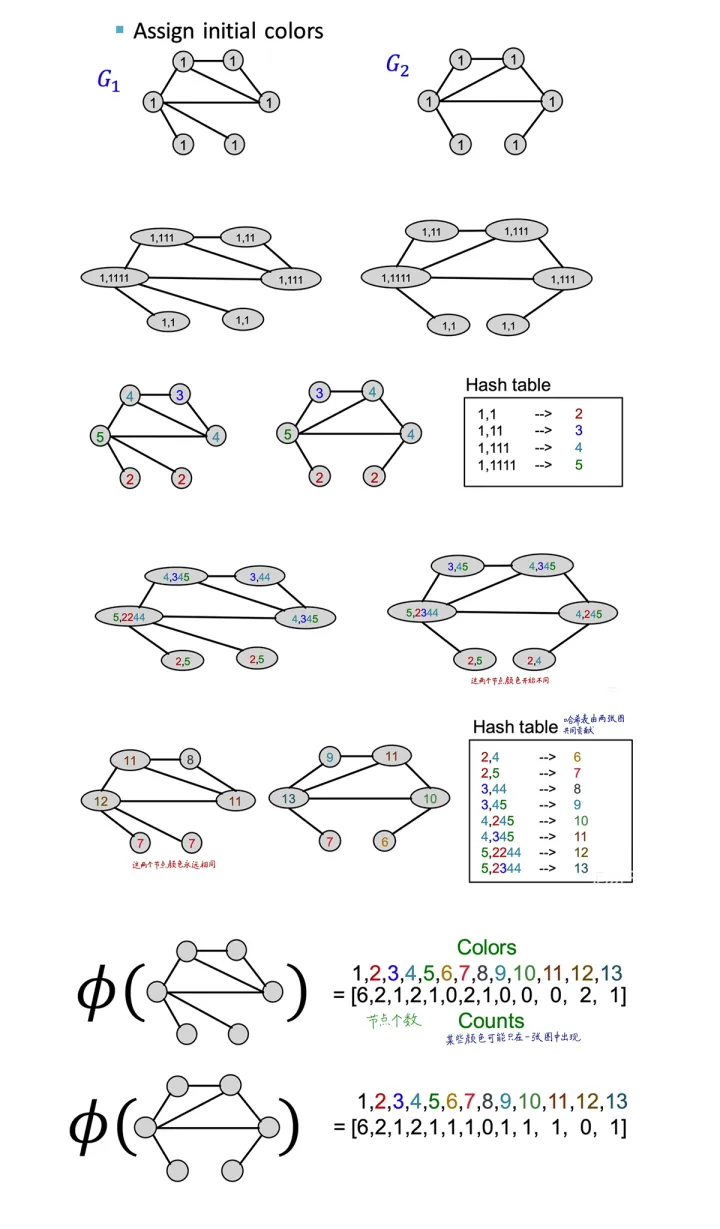 Assign initial colors
G1
G2
1 1
1 1
1 1
1 1
1 1
1 1
1,111 1,11
1,1111 1,111
1,1 1,1
1,11 1,111
1,1111 1,111
1,1 1,1
4 3
5 4
2 2
3 4
5 4
2 2
Hash table
1,1 --> 2
1,11 --> 3
1,111 --> 4
1,1111 --> 5
4,345 3,44
5,2244 4,345
2,5 2,5
3,45 4,345
5,2344 4,245
2,5 2,4
这两个节点颜色开始不同
11 8
12 11
7 7
这两个节点颜色永远相同
9 11
13 10
7 6
Hash table
哈希表由两张图
共同贡献
2,4 --> 6
2,5 --> 7
3,44 --> 8
3,45 --> 9
4,245 --> 10
4,345 --> 11
5,2244 --> 12
5,2344 --> 13
Colors
ϕ( ) 1,2,3,4,5,6,7,8,9,10,11,12,13
= [6,2,1,2,1,0,2,1,0,0, 0, 2, 1]
节点个数 Counts
某些颜色可能只在一张图中出现
ϕ( ) 1,2,3,4,5,6,7,8,9,10,11,12,13
= [6,2,1,2,1,1,1,0,1, 1, 1, 0, 1]